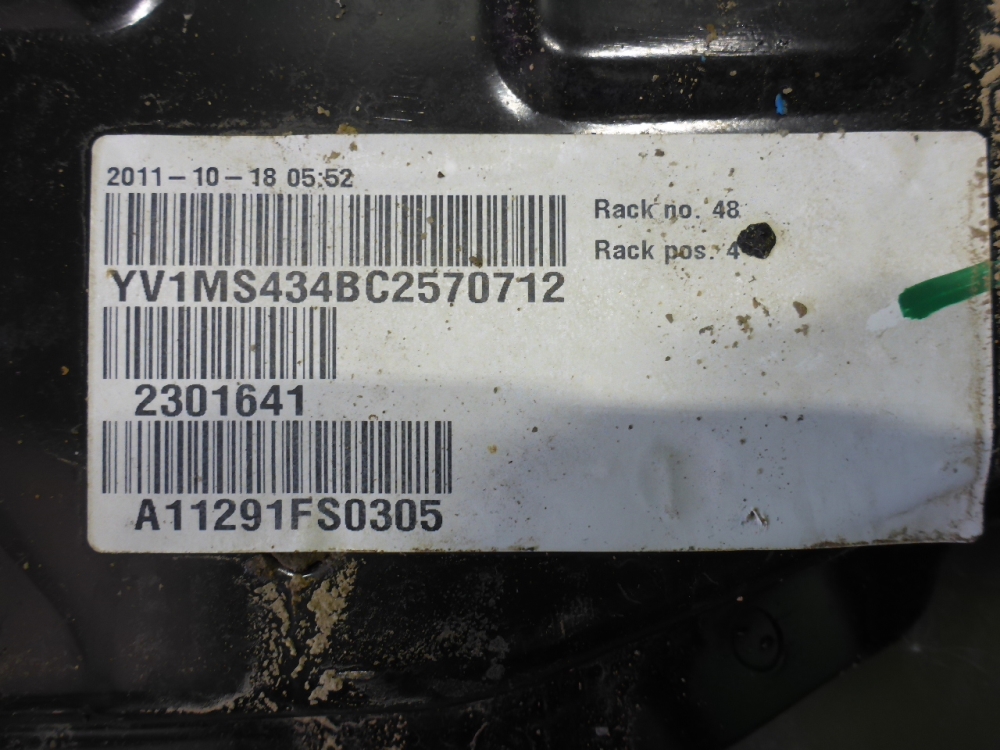 2011-10-18 05:52
Rack no. 48
Rack pos. 4
YV1MS434BC2570712
2301641
A11291FS0305